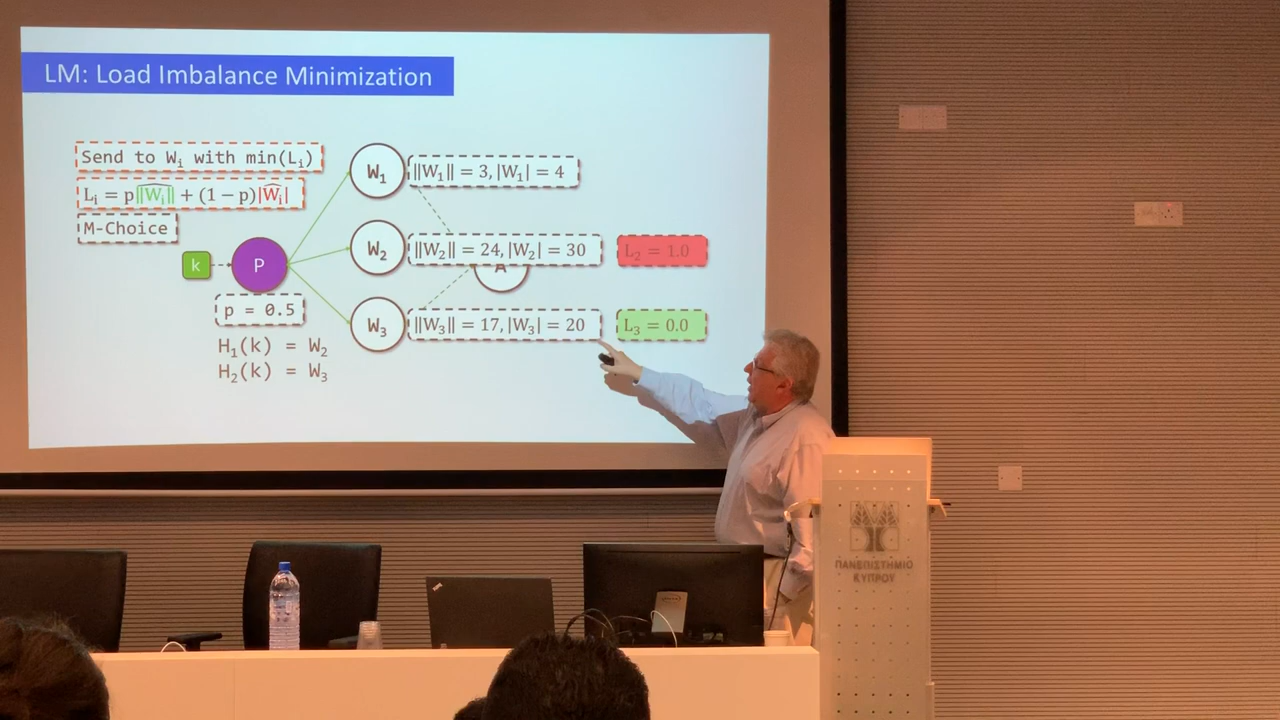 LM: Load Imbalance Minimization
Send to Wᵢ with min(Lᵢ)
Lᵢ = p‖Wᵢ‖ + (1 − p)|Ŵᵢ|
M-Choice
W₁
‖W₁‖ = 3, |W₁| = 4
k
P
W₂
‖W₂‖ = 24, |W₂| = 30
L₂ = 1.0
A
p = 0.5
W₃
‖W₃‖ = 17, |W₃| = 20
L₃ = 0.0
H₁(k) = W₂
H₂(k) = W₃
ΠΑΝΕΠΙΣΤΗΜΙΟ
ΚΥΠΡΟΥ